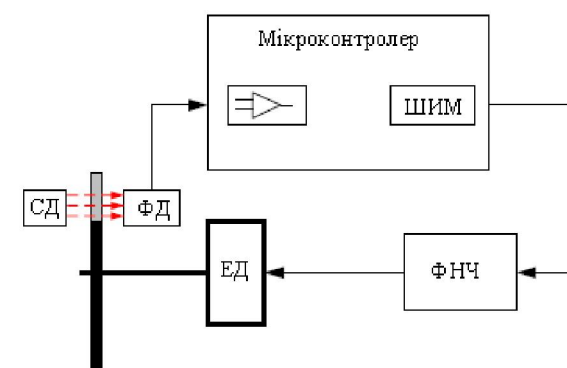 Мікроконтролер
ШИМ
СД
ФД
ЕД
ФНЧ